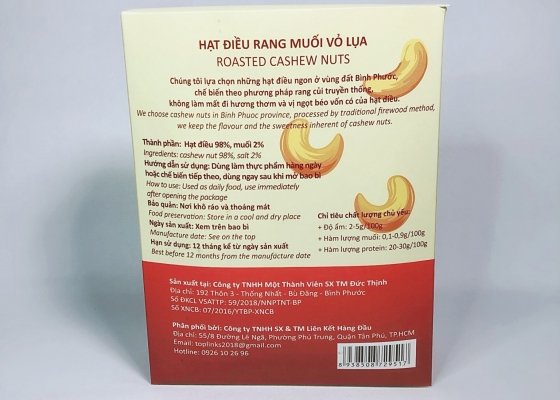 HẠT ĐIỀU RANG MUỐI VỎ LỤA
ROASTED CASHEW NUTS
Chúng tôi lựa chọn những hạt điều ngon ở vùng đất Bình Phước,
chế biến theo phương pháp rang củi truyền thống,
không làm mất đi hương thơm và vị ngọt béo vốn có của hạt điều.
We choose cashew nuts in Binh Phuoc province, processed by traditional firewood method,
we keep the flavour and the sweetness inherent of cashew nuts.
Thành phần: Hạt điều 98%, muối 2%
Ingredients: cashew nut 98%, salt 2%
Hướng dẫn sử dụng: Dùng làm thực phẩm hàng ngày
hoặc chế biến tiếp theo, dùng ngay sau khi mở bao bì
How to use: Used as daily food, use immediately
after opening the package
Bảo quản: Nơi khô ráo và thoáng mát
Food preservation: Store in a cool and dry place
Ngày sản xuất: Xem trên bao bì
Manufacture date: See on the top
Hạn sử dụng: 12 tháng kể từ ngày sản xuất
Best before 12 months from the manufacture date
Chỉ tiêu chất lượng chủ yếu:
+ Độ ẩm: 2-5g/100g
+ Hàm lượng muối: 0,1-0,9g/100g
+ Hàm lượng protein: 20-30g/100g
Sản xuất tại: Công ty TNHH Một Thành Viên SX TM Đức Thịnh
Địa chỉ: 192 Thôn 3 - Thống Nhất - Bù Đăng - Bình Phước
Số ĐKCL VSATTP: 59/2018/NNPTNT-BP
Số XNCB: 07/2016/YTBP-XNCB
Phân phối bởi: Công ty TNHH SX & TM Liên Kết Hàng Đầu
Địa chỉ: 55/8 Đường Lê Ngã, Phường Phú Trung, Quận Tân Phú, TP.HCM
Email: toplinks2018@gmail.com
Hotline: 0926 10 26 96
8 938508 729517